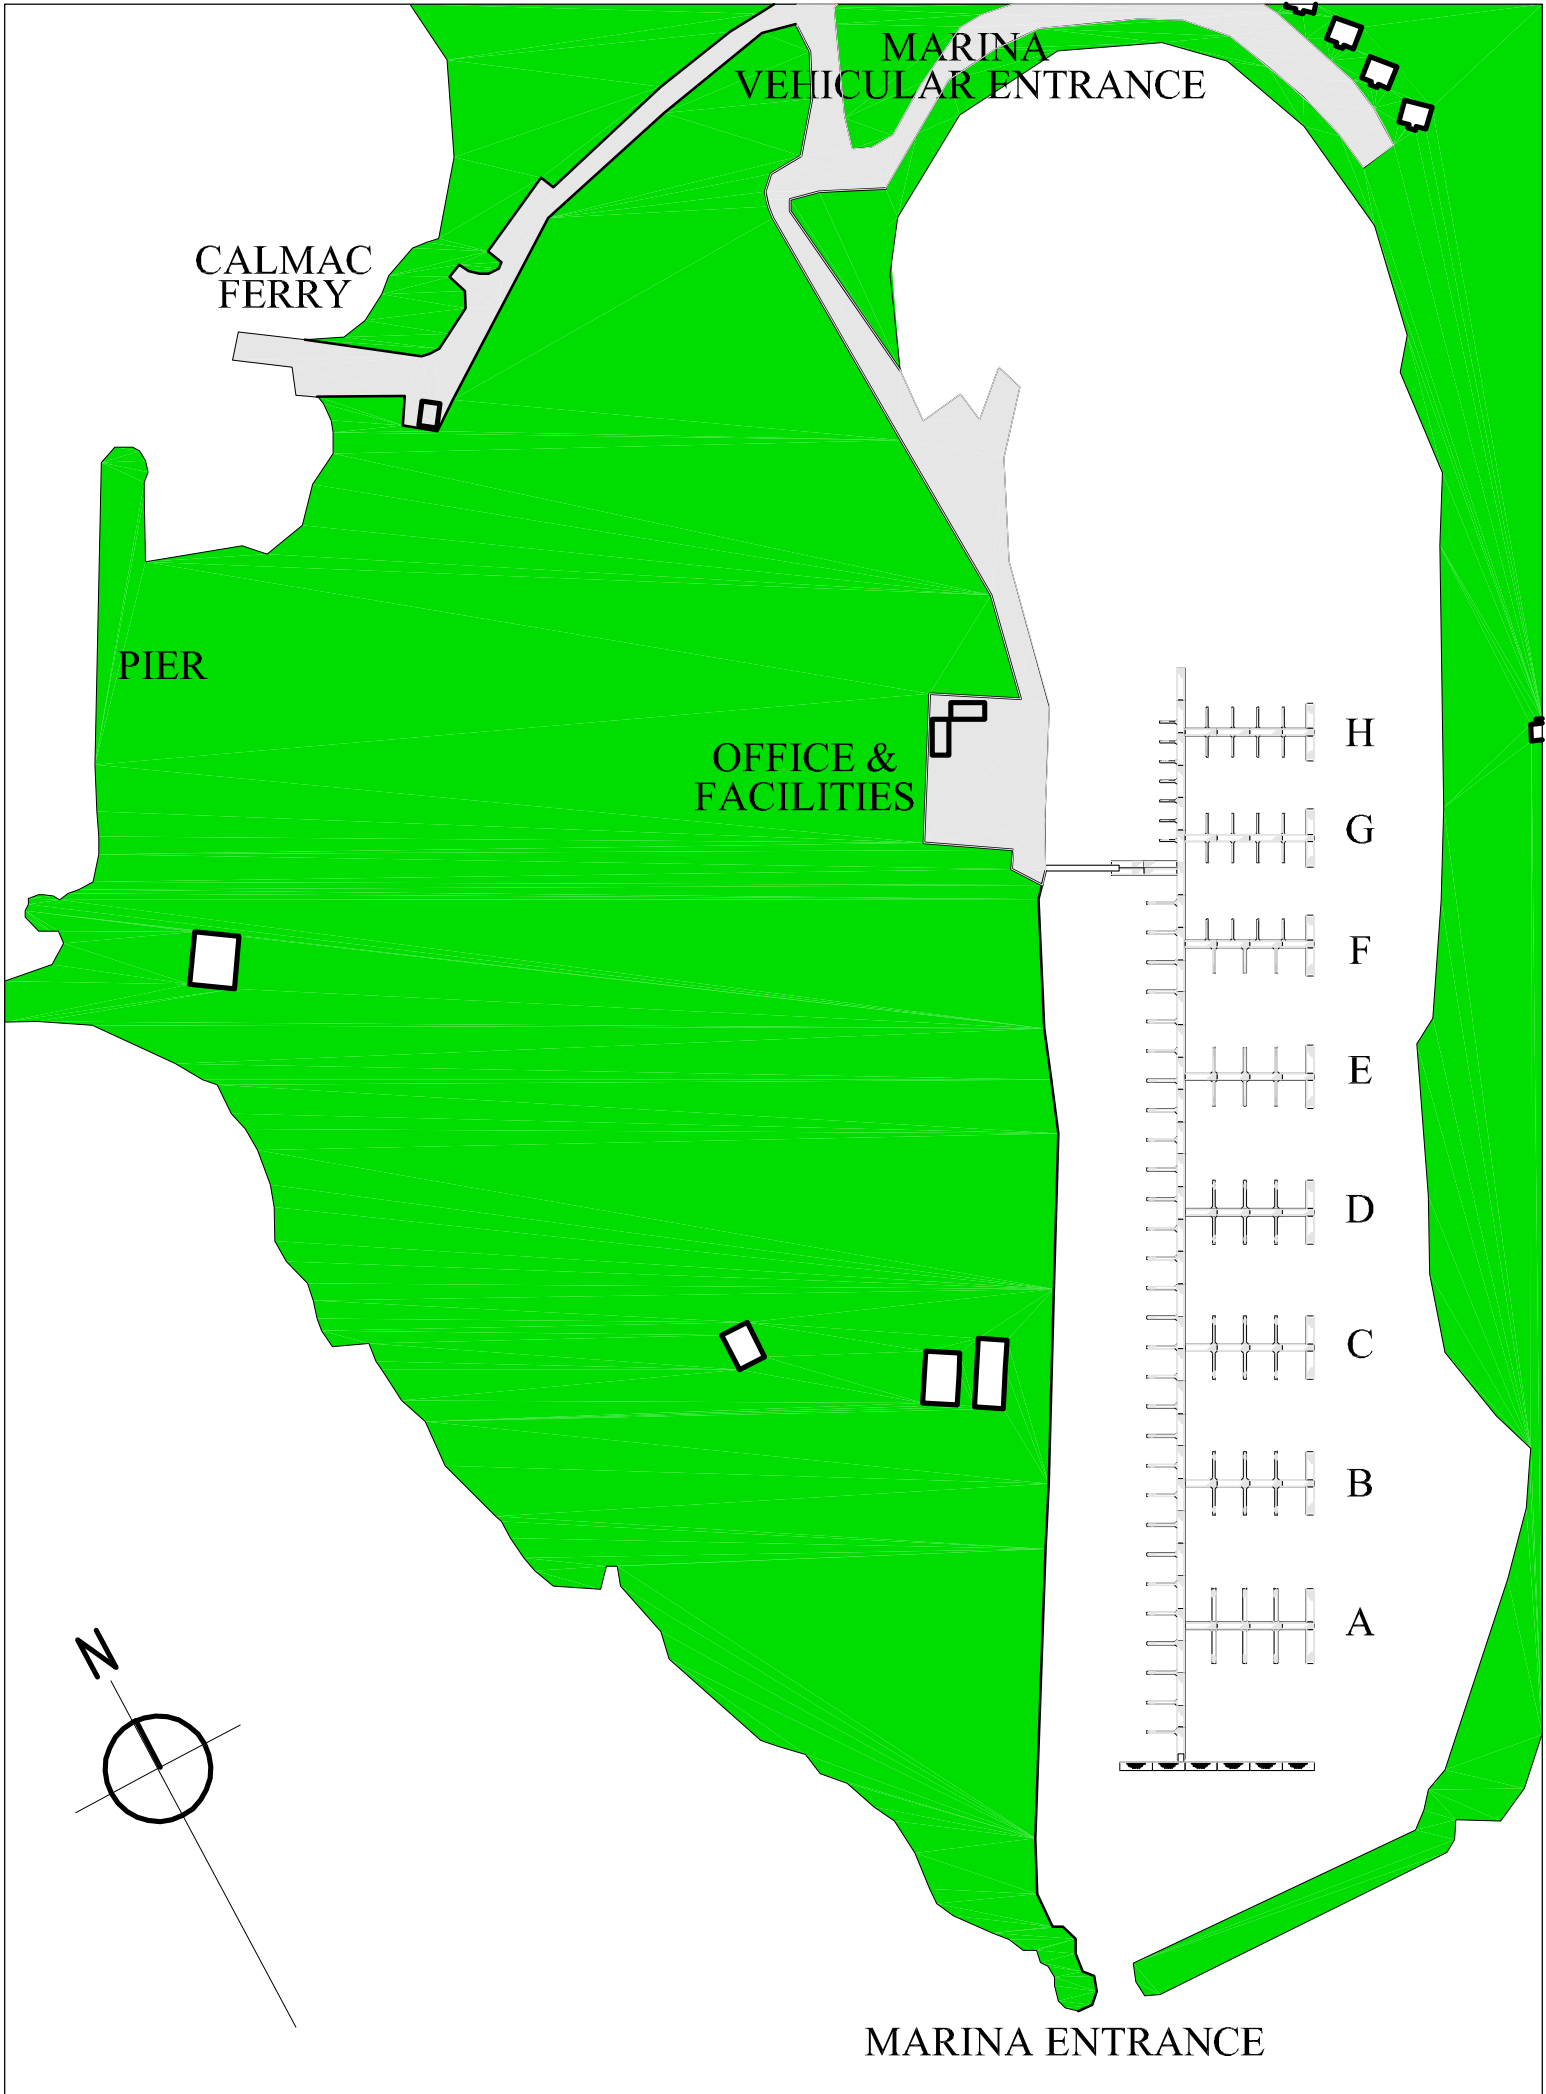 MARINA
VEHICULAR ENTRANCE
CALMAC
FERRY
PIER
OFFICE &
FACILITIES
H
G
F
E
D
C
B
A
N
MARINA ENTRANCE